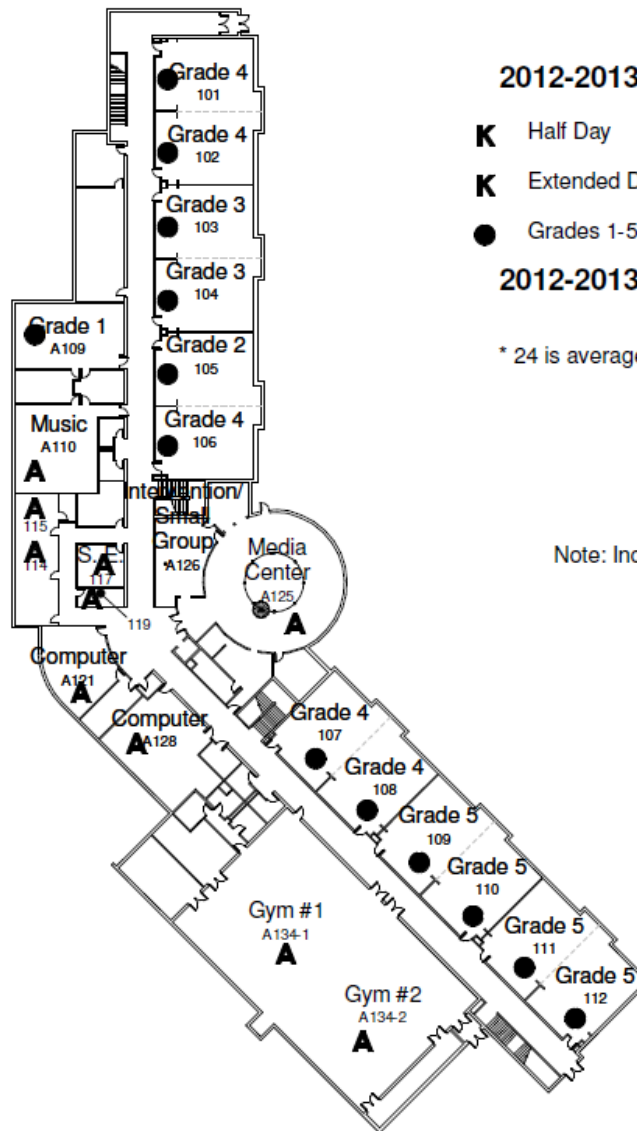 Grade 4
101
Grade 4
102
Grade 3
103
Grade 3
104
Grade 2
105
Grade 4
106
Grade 1
A109
Music
A110
A
A
115
A
114
S. E.
A
117
A
119
Intervention/
Small
Group
A126
Media
Center
A125
A
Computer
A121
A
Computer
A128
A
Grade 4
107
Grade 4
108
Grade 5
109
Grade 5
110
Grade 5
111
Grade 5
112
Gym #1
A134-1
A
Gym #2
A134-2
A
2012-2013
K Half Day
K Extended D
Grades 1-5
2012-2013
* 24 is average
Note: Inc